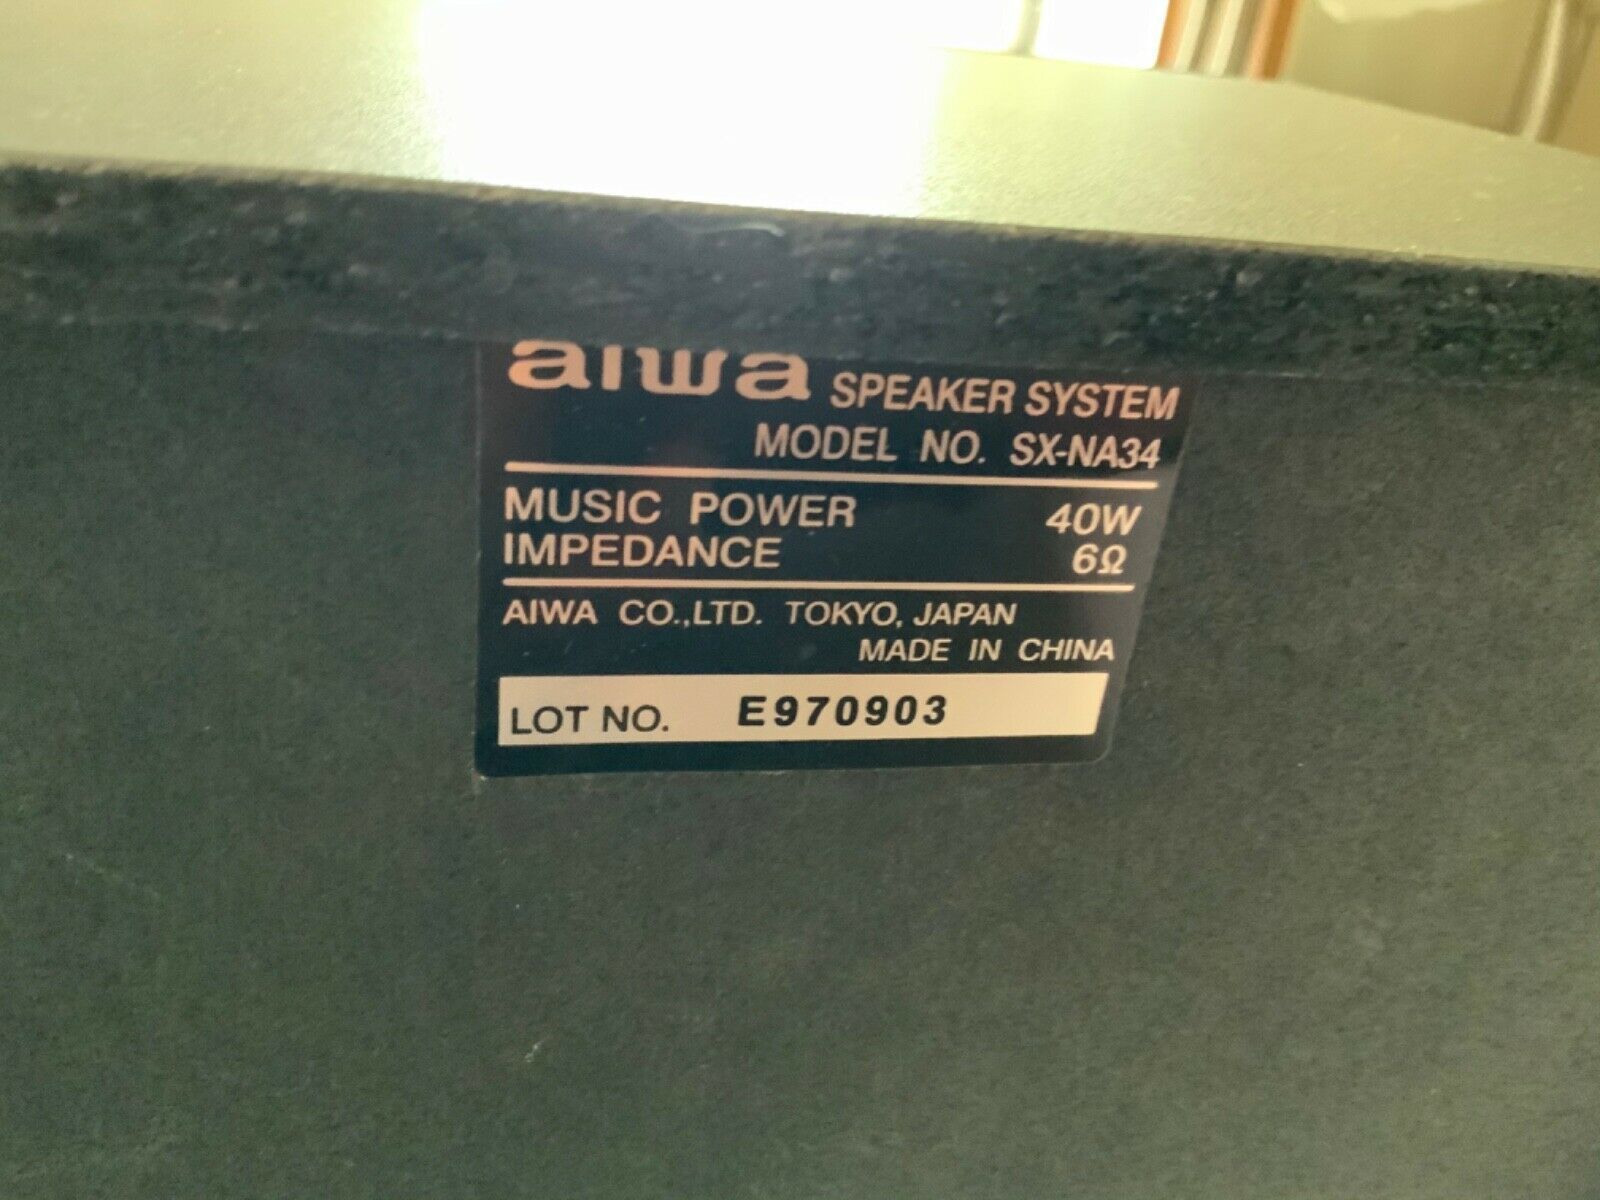 aiwa SPEAKER SYSTEM
MODEL NO. SX-NA34
MUSIC POWER 40W
IMPEDANCE 6Ω
AIWA CO.,LTD. TOKYO, JAPAN
MADE IN CHINA
LOT NO. E970903